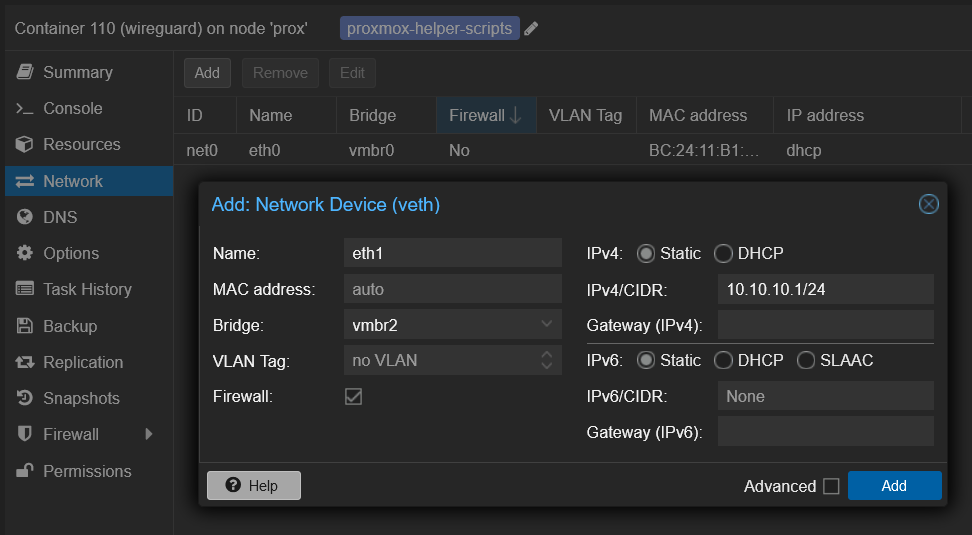 Container 110 (wireguard) on node 'prox' proxmox-helper-scripts
Summary
Console
Resources
Network
DNS
Options
Task History
Backup
Replication
Snapshots
Firewall
Permissions
Add Remove Edit
ID Name Bridge Firewall VLAN Tag MAC address IP address
net0 eth0 vmbr0 No BC:24:11:B1:... dhcp
Add: Network Device (veth)
Name: eth1
MAC address: auto
Bridge: vmbr2
VLAN Tag: no VLAN
Firewall:
IPv4: Static DHCP
IPv4/CIDR: 10.10.10.1/24
Gateway (IPv4):
IPv6: Static DHCP SLAAC
IPv6/CIDR: None
Gateway (IPv6):
Help Advanced Add